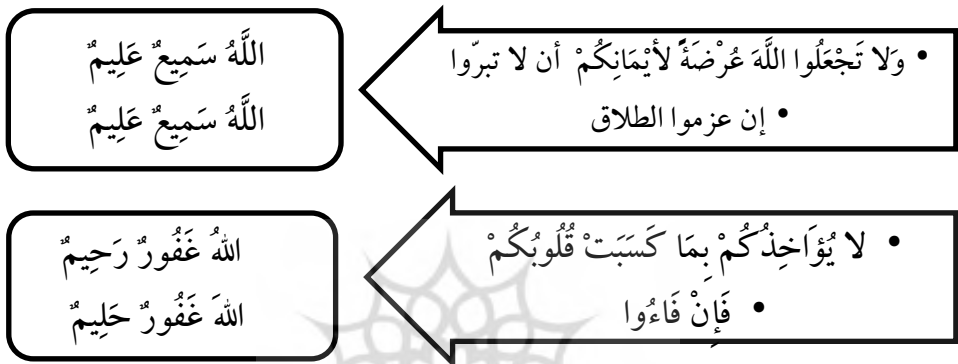 • وَلا تَجْعَلُوا اللَّهَ عُرْضَةً لأيْمَانِكُمْ أن لا تبرّوا
• إن عزموا الطلاق
اللَّهُ سَمِيعٌ عَلِيمٌ
اللَّهُ سَمِيعٌ عَلِيمٌ
• لا يُؤَاخِذُكُمْ بِمَا كَسَبَتْ قُلُوبُكُمْ
• فَإِنْ فَاءُوا
اللهُ غَفُورٌ رَحِيمٌ
اللهَ غَفُورٌ حَلِيمٌ